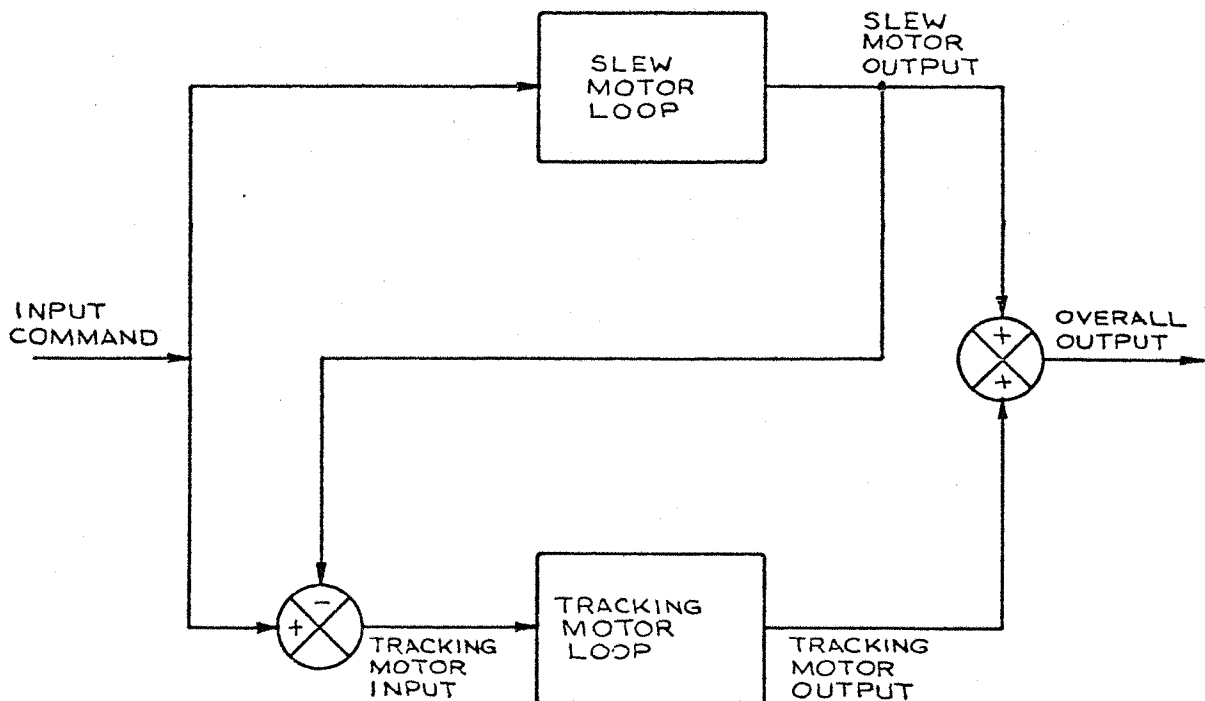 SLEW
MOTOR
OUTPUT
SLEW
MOTOR
LOOP
INPUT
COMMAND
+
+
OVERALL
OUTPUT
-
+
TRACKING
MOTOR
INPUT
TRACKING
MOTOR
LOOP
TRACKING
MOTOR
OUTPUT